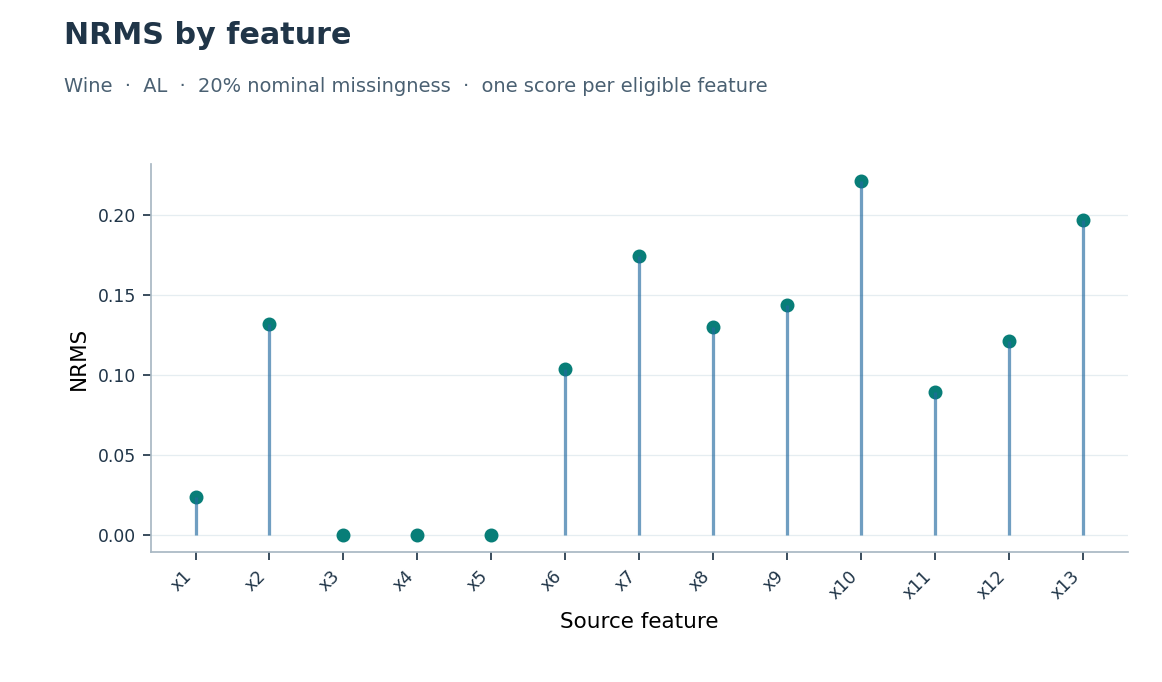 NRMS by feature
Wine · AL · 20% nominal missingness · one score per eligible feature
0.20
0.15
0.10
0.05
0.00
NRMS
x1 x2 x3 x4 x5 x6 x7 x8 x9 x10 x11 x12 x13
Source feature